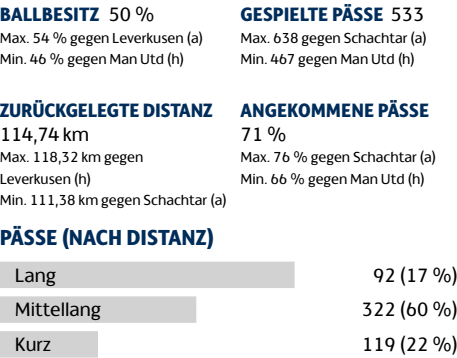 BALLBESITZ 50 %
Max. 54 % gegen Leverkusen (a)
Min. 46 % gegen Man Utd (h)
GESPIELTE PÄSSE 533
Max. 638 gegen Schachtar (a)
Min. 467 gegen Man Utd (h)
ZURÜCKGELEGTE DISTANZ
114,74 km
Max. 118,32 km gegen
Leverkusen (h)
Min. 111,38 km gegen Schachtar (a)
ANGEKOMMENE PÄSSE
71 %
Max. 76 % gegen Schachtar (a)
Min. 66 % gegen Man Utd (h)
PÄSSE (NACH DISTANZ)
Lang 92 (17 %)
Mittellang 322 (60 %)
Kurz 119 (22 %)